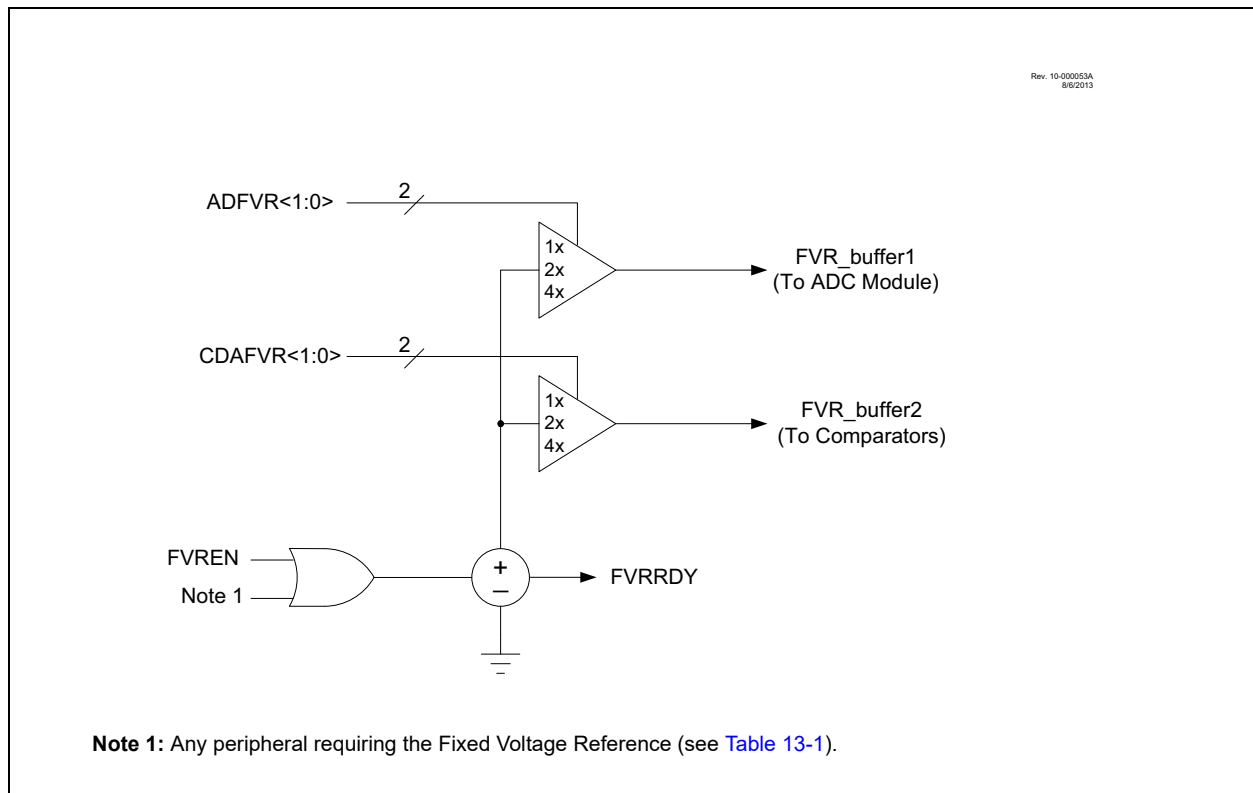 Rev. 10-000053A
8/6/2013
ADFVR<1:0>
2
1x
2x
4x
FVR_buffer1
(To ADC Module)
CDAFVR<1:0>
2
1x
2x
4x
FVR_buffer2
(To Comparators)
FVREN
Note 1
+
–
FVRRDY
Note 1: Any peripheral requiring the Fixed Voltage Reference (see Table 13-1).